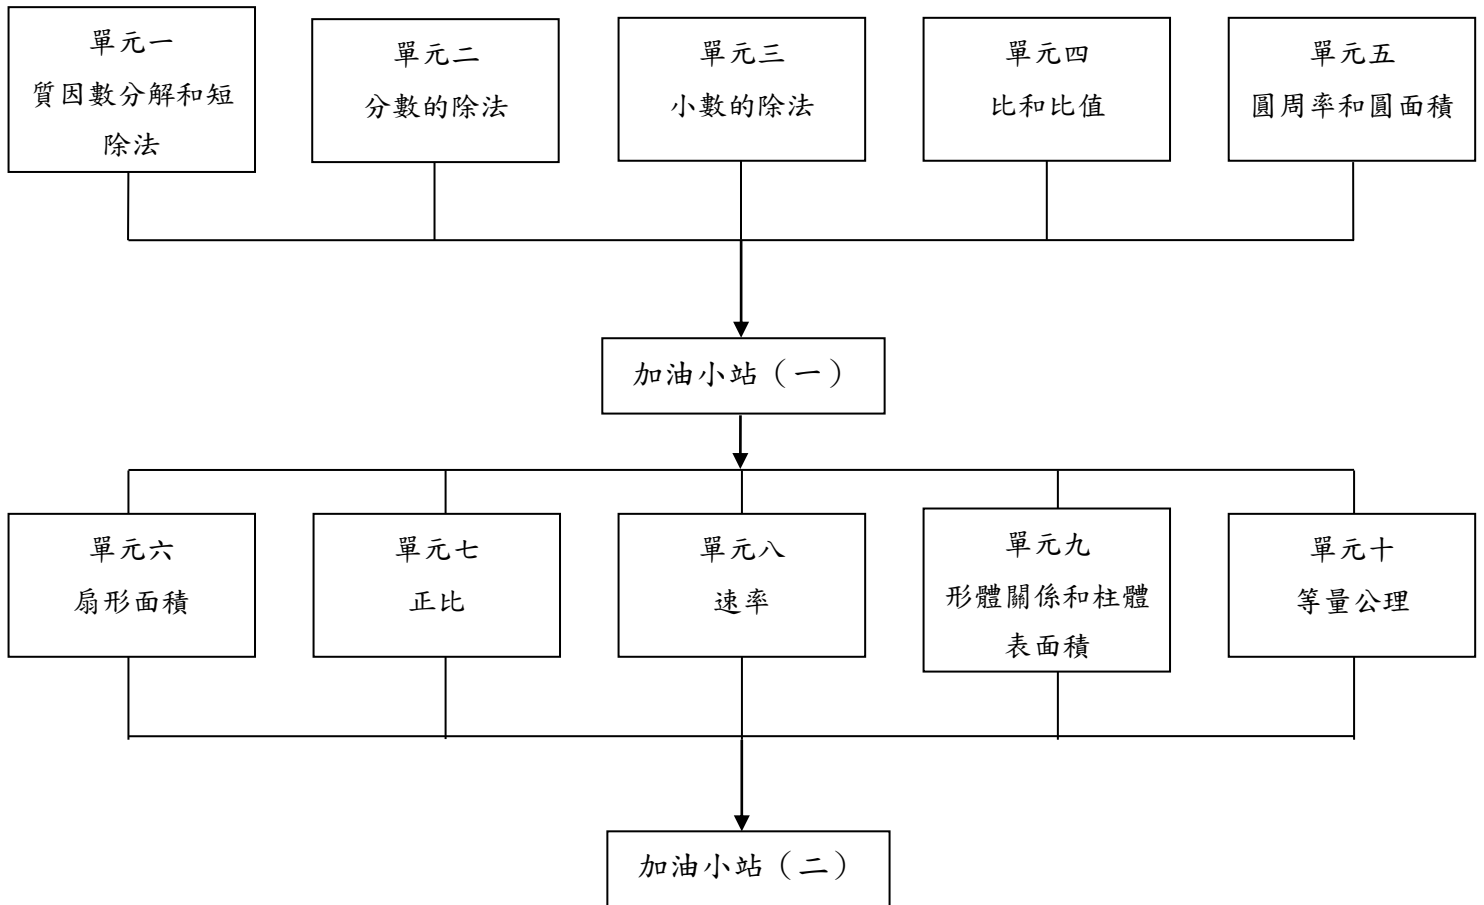 單元一
質因數分解和短
除法
單元二
分數的除法
單元三
小數的除法
單元四
比和比值
單元五
圓周率和圓面積
加油小站（一）
單元六
扇形面積
單元七
正比
單元八
速率
單元九
形體關係和柱體
表面積
單元十
等量公理
加油小站（二）